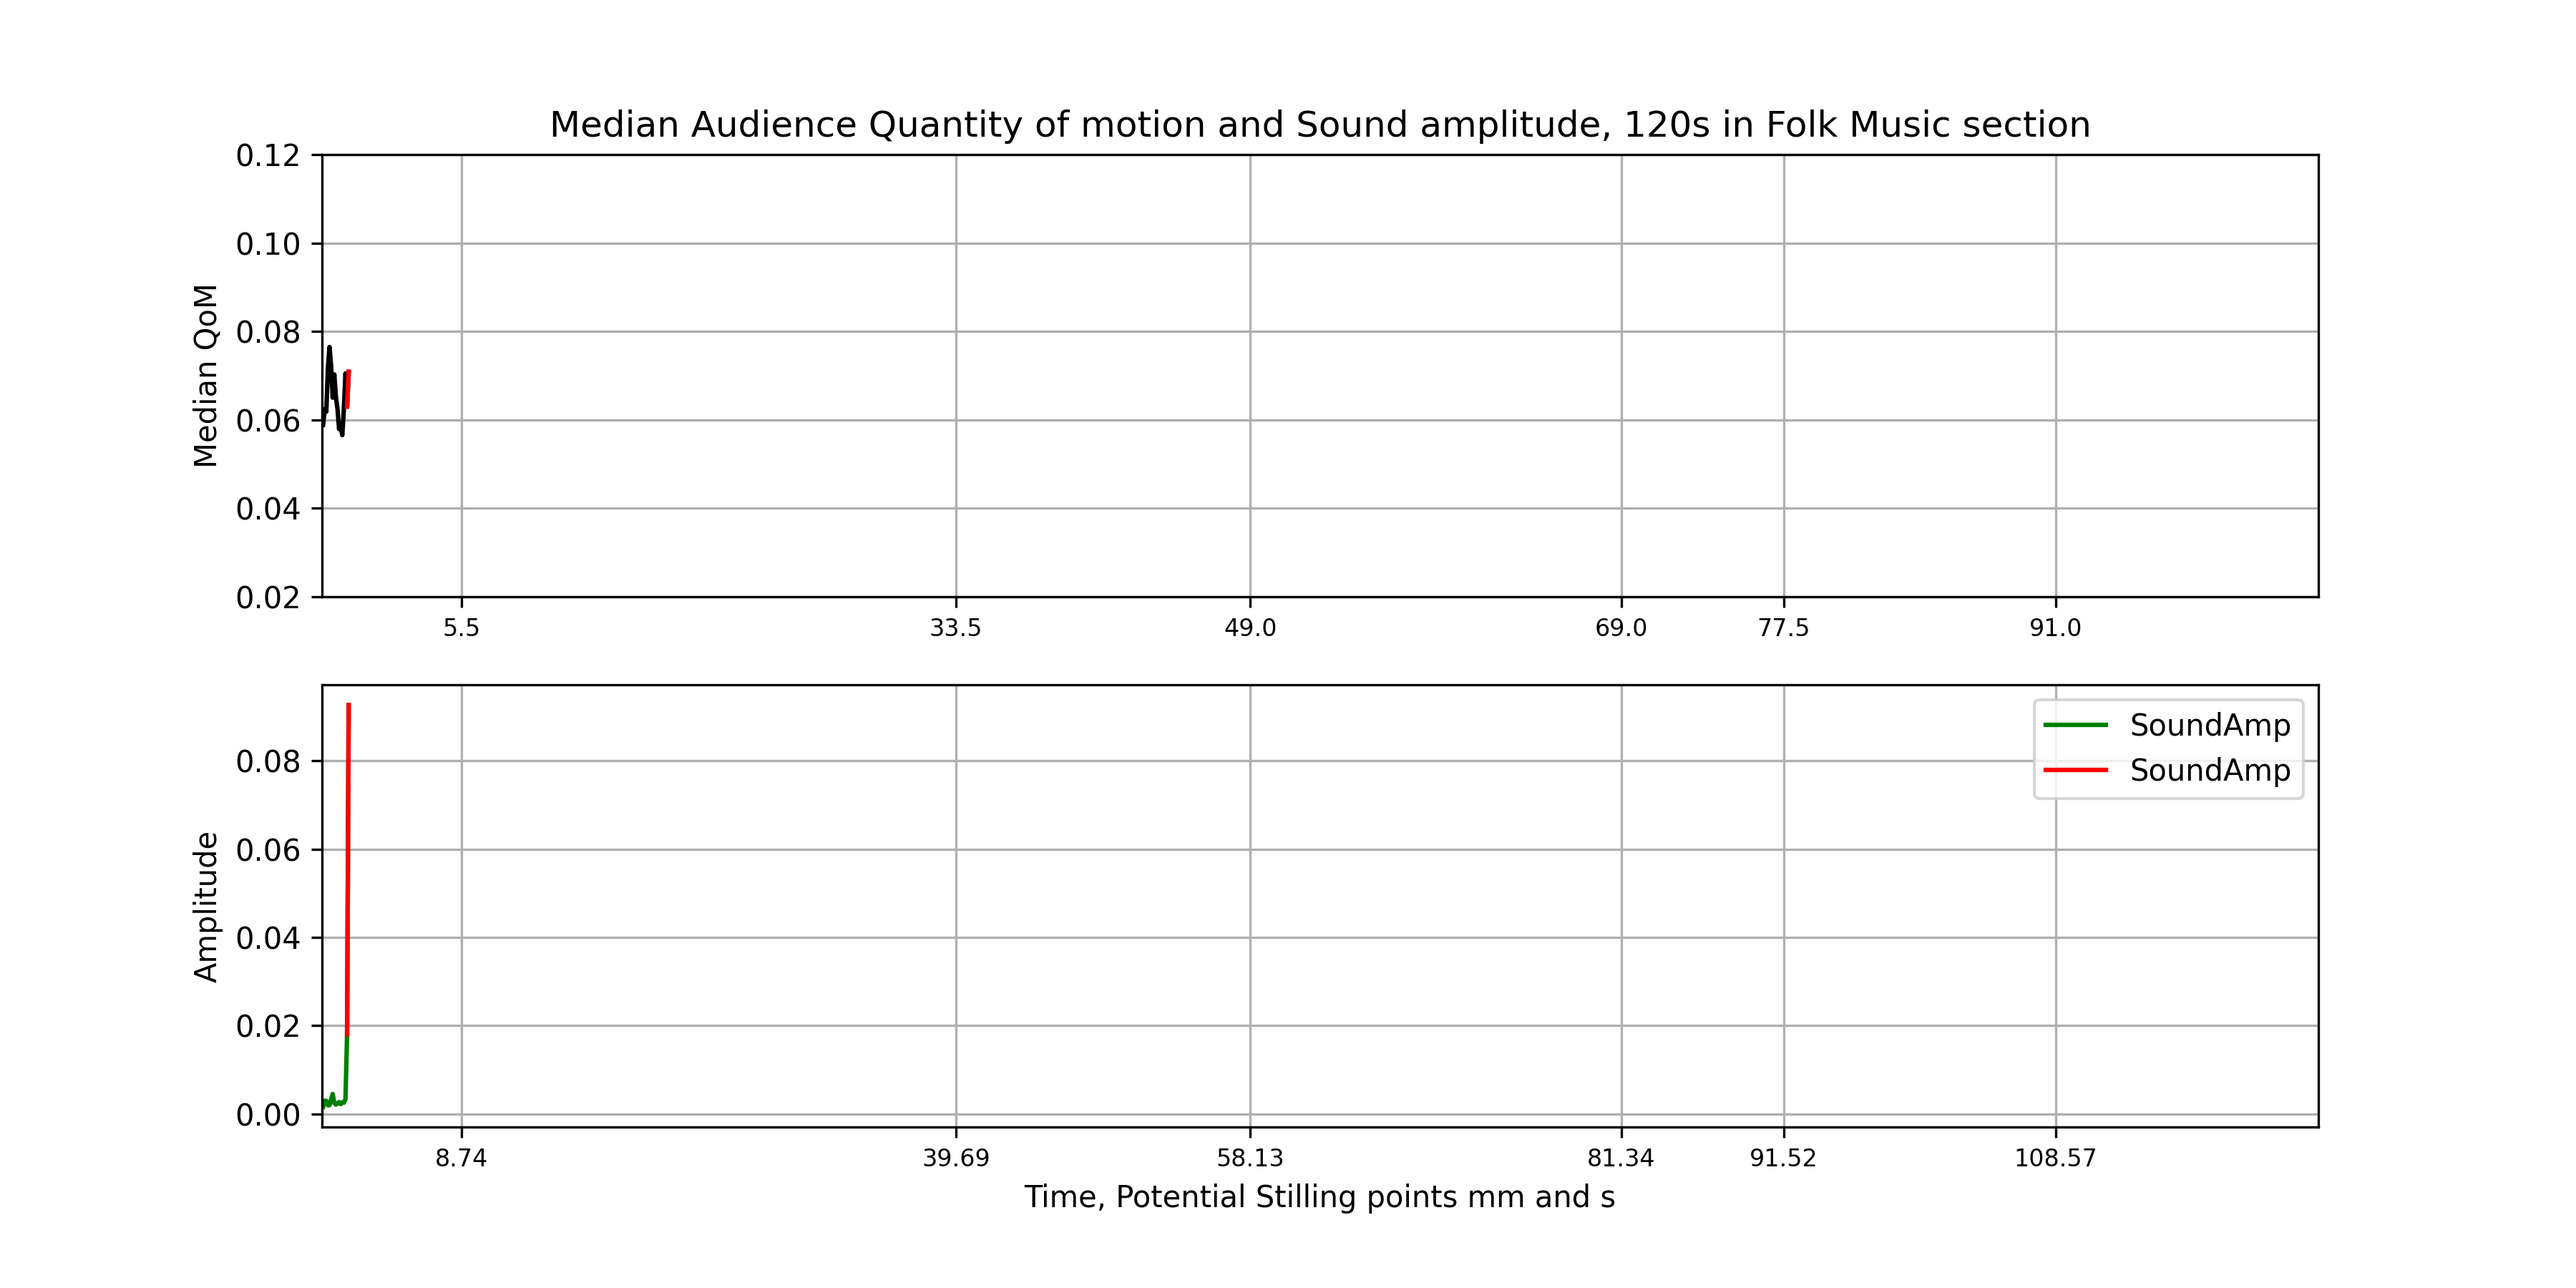 Median Audience Quantity of motion and Sound amplitude, 120s in Folk Music section
0.12
0.10
0.08
0.06
0.04
0.02
Median QoM
5.5 33.5 49.0 69.0 77.5 91.0
SoundAmp
SoundAmp
0.08
0.06
0.04
0.02
0.00
Amplitude
8.74 39.69 58.13 81.34 91.52 108.57
Time, Potential Stilling points mm and s